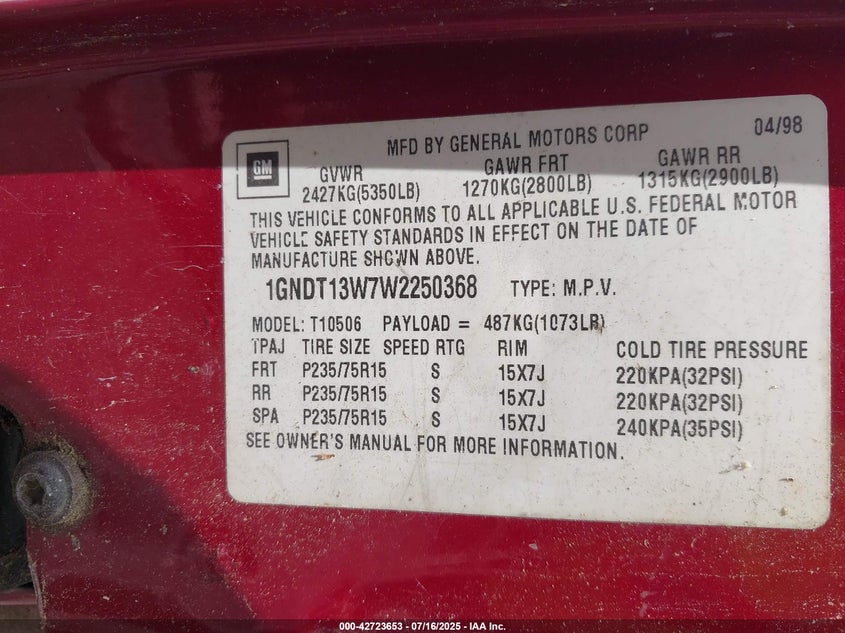 MFD BY GENERAL MOTORS CORP 04/98
GM
GVWR GAWR FRT GAWR RR
2427KG(5350LB) 1270KG(2800LB) 1315KG(2900LB)
THIS VEHICLE CONFORMS TO ALL APPLICABLE U.S. FEDERAL MOTOR
VEHICLE SAFETY STANDARDS IN EFFECT ON THE DATE OF
MANUFACTURE SHOWN ABOVE.
1GNDT13W7W2250368 TYPE: M.P.V.
MODEL: T10506 PAYLOAD = 487KG(1073LB)
TPAJ TIRE SIZE SPEED RTG RIM COLD TIRE PRESSURE
FRT P235/75R15 S 15X7J 220KPA(32PSI)
RR P235/75R15 S 15X7J 220KPA(32PSI)
SPA P235/75R15 S 15X7J 240KPA(35PSI)
SEE OWNER'S MANUAL FOR MORE INFORMATION.
000-42723653 - 07/16/2025 - IAA Inc.